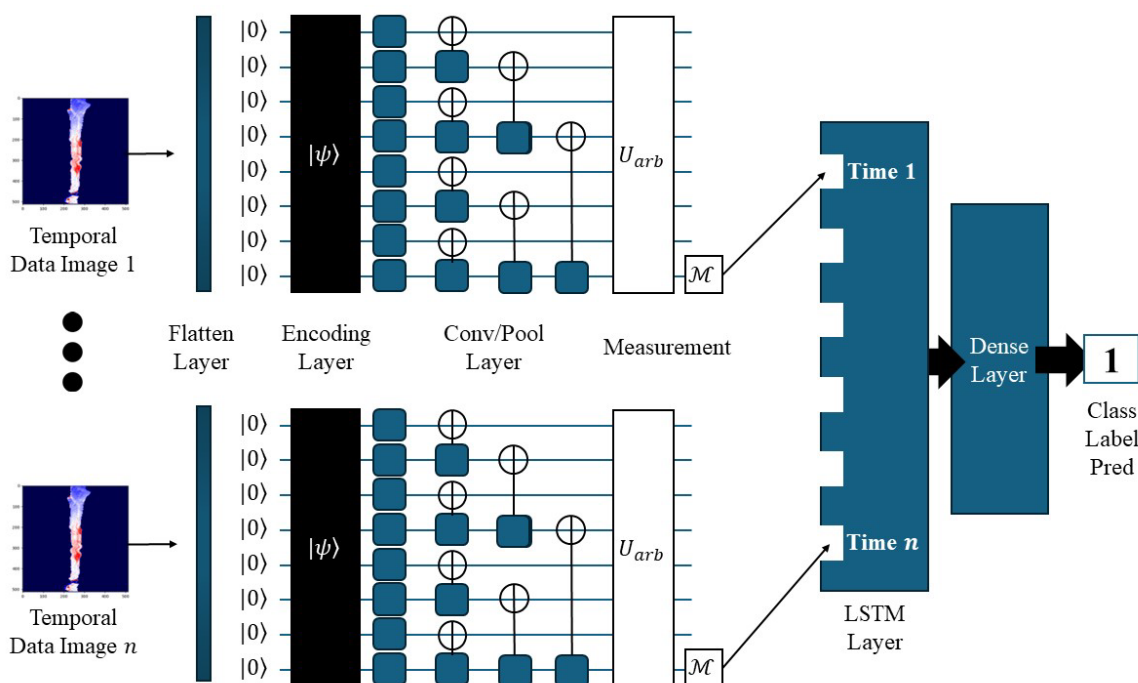 |0⟩
|0⟩
|0⟩
|0⟩
|0⟩
|0⟩
|0⟩
|0⟩
|ψ⟩
U_arb
ℳ
Temporal
Data Image 1
Flatten
Layer
Encoding
Layer
Conv/Pool
Layer
Measurement
|0⟩
|0⟩
|0⟩
|0⟩
|0⟩
|0⟩
|0⟩
|0⟩
|ψ⟩
U_arb
ℳ
Temporal
Data Image n
Time 1
Time n
LSTM
Layer
Dense
Layer
1
Class
Label
Pred